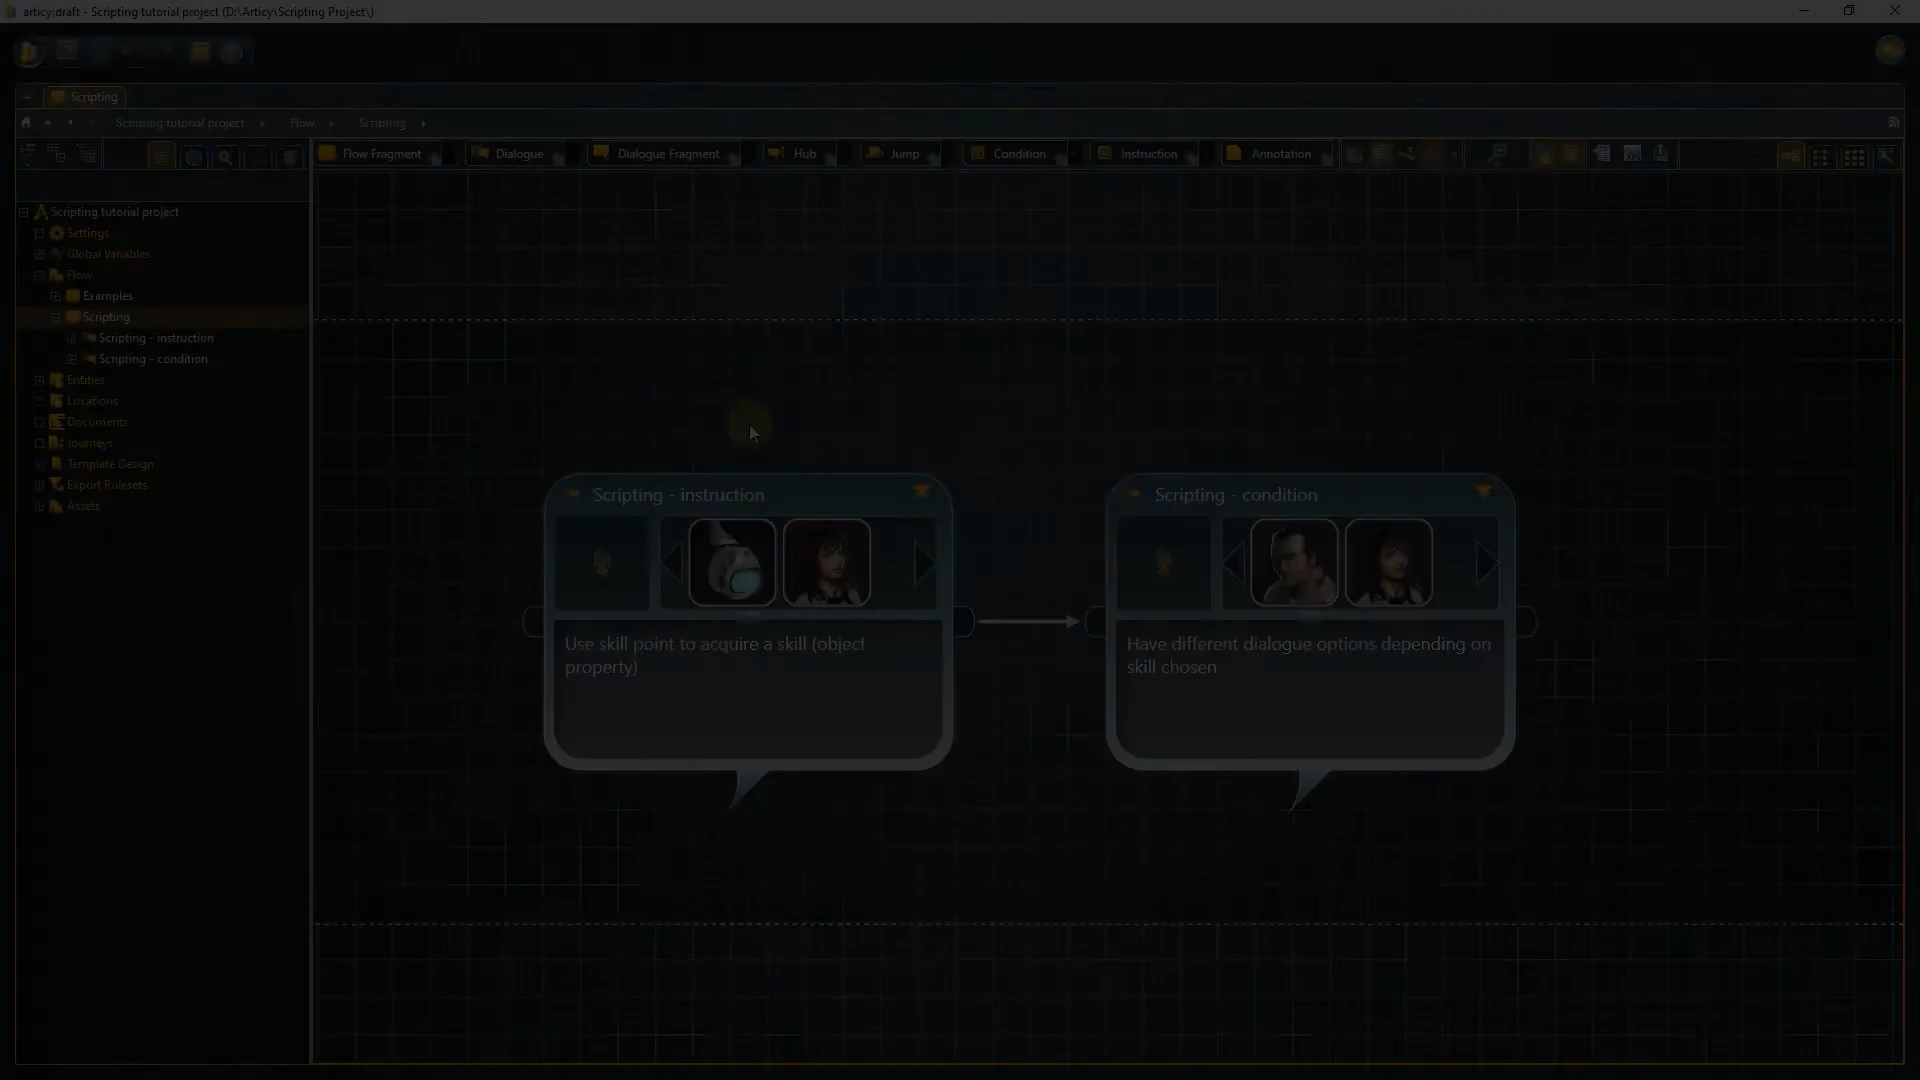 articy:draft - Scripting tutorial project (D:\Articy\Scripting Project\)
Scripting
Scripting tutorial project
Flow
Scripting
Flow Fragment
Dialogue
Dialogue Fragment
Hub
Jump
Condition
Instruction
Annotation
Scripting tutorial project
Settings
Global Variables
Flow
Examples
Scripting
Scripting - instruction
Scripting - condition
Entities
Locations
Documents
Journeys
Template Design
Export Rulesets
Assets
Scripting - instruction
Use skill point to acquire a skill (object
property)
Scripting - condition
Have different dialogue options depending on
skill chosen